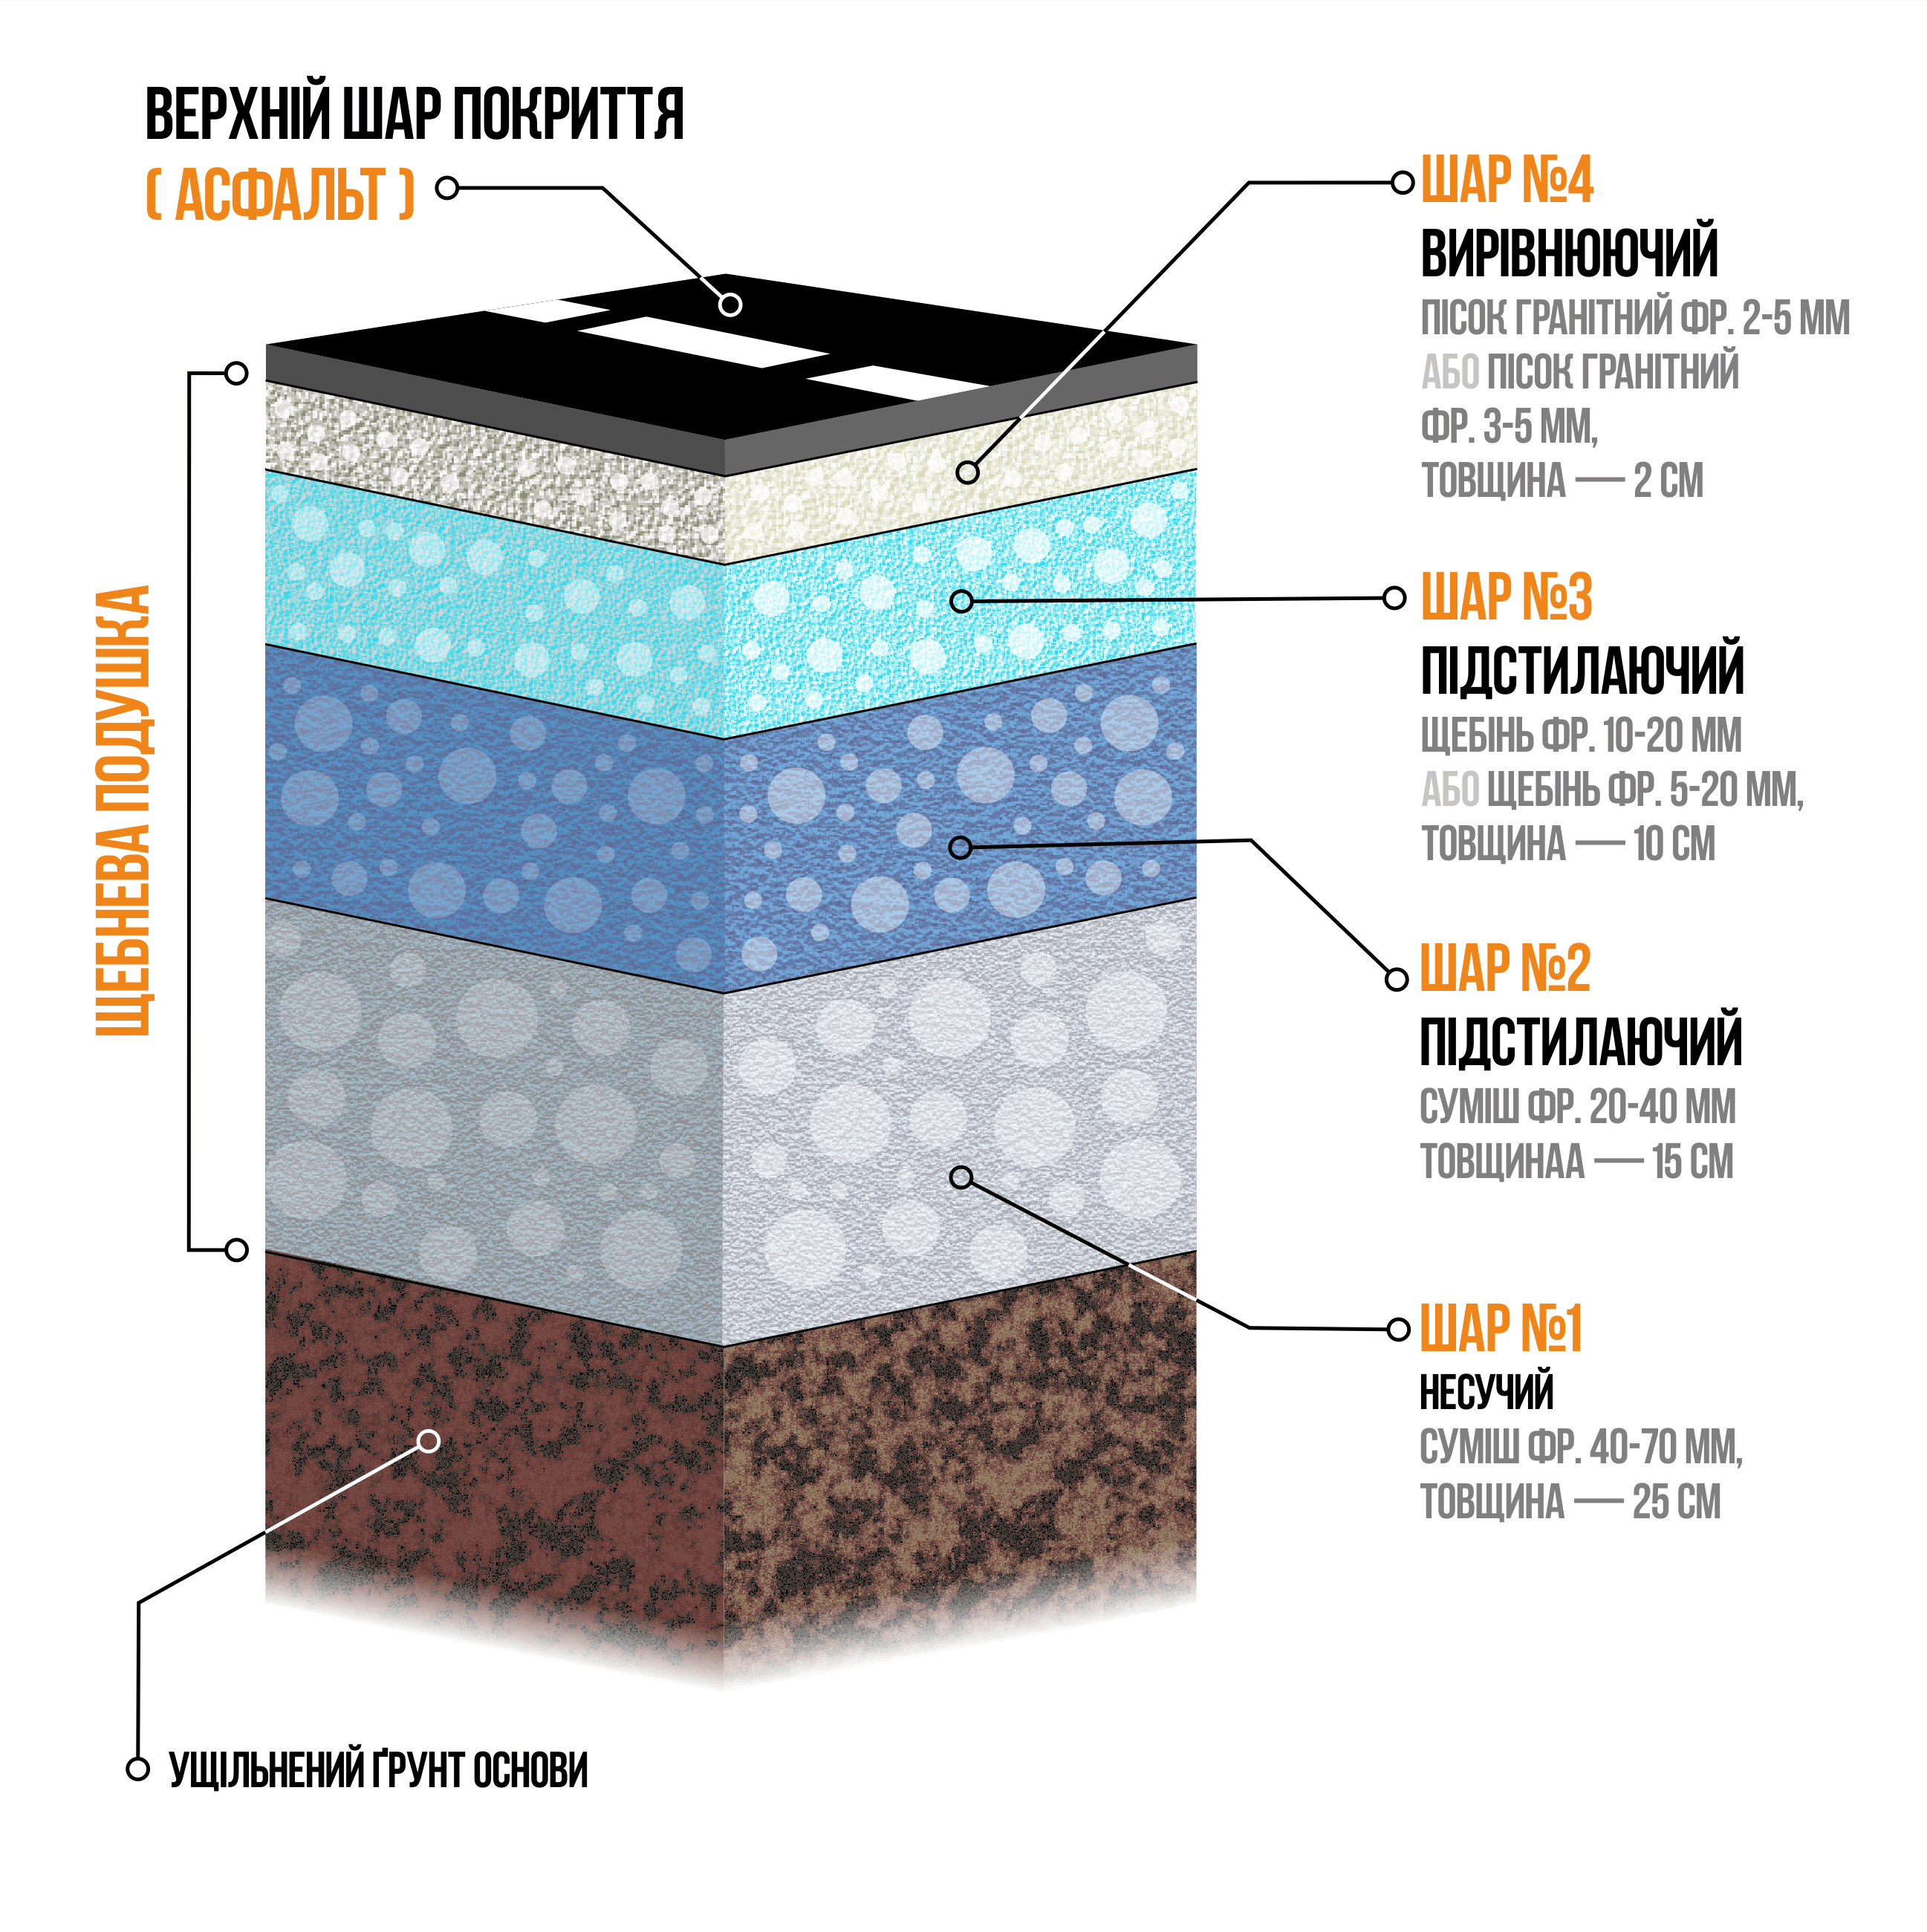 ВЕРХНІЙ ШАР ПОКРИТТЯ
( АСФАЛЬТ )
ШАР №4
ВИРІВНЮЮЧИЙ
ПІСОК ГРАНІТНИЙ ФР. 2-5 ММ
АБО ПІСОК ГРАНІТНИЙ
ФР. 3-5 ММ,
ТОВЩИНА — 2 СМ
ШАР №3
ПІДСТИЛАЮЧИЙ
ЩЕБІНЬ ФР. 10-20 ММ
АБО ЩЕБІНЬ ФР. 5-20 ММ,
ТОВЩИНА — 10 СМ
ЩЕБНЕВА ПОДУШКА
ШАР №2
ПІДСТИЛАЮЧИЙ
СУМІШ ФР. 20-40 ММ
ТОВЩИНАА — 15 СМ
ШАР №1
НЕСУЧИЙ
СУМІШ ФР. 40-70 ММ,
ТОВЩИНА — 25 СМ
УЩІЛЬНЕНИЙ ҐРУНТ ОСНОВИ